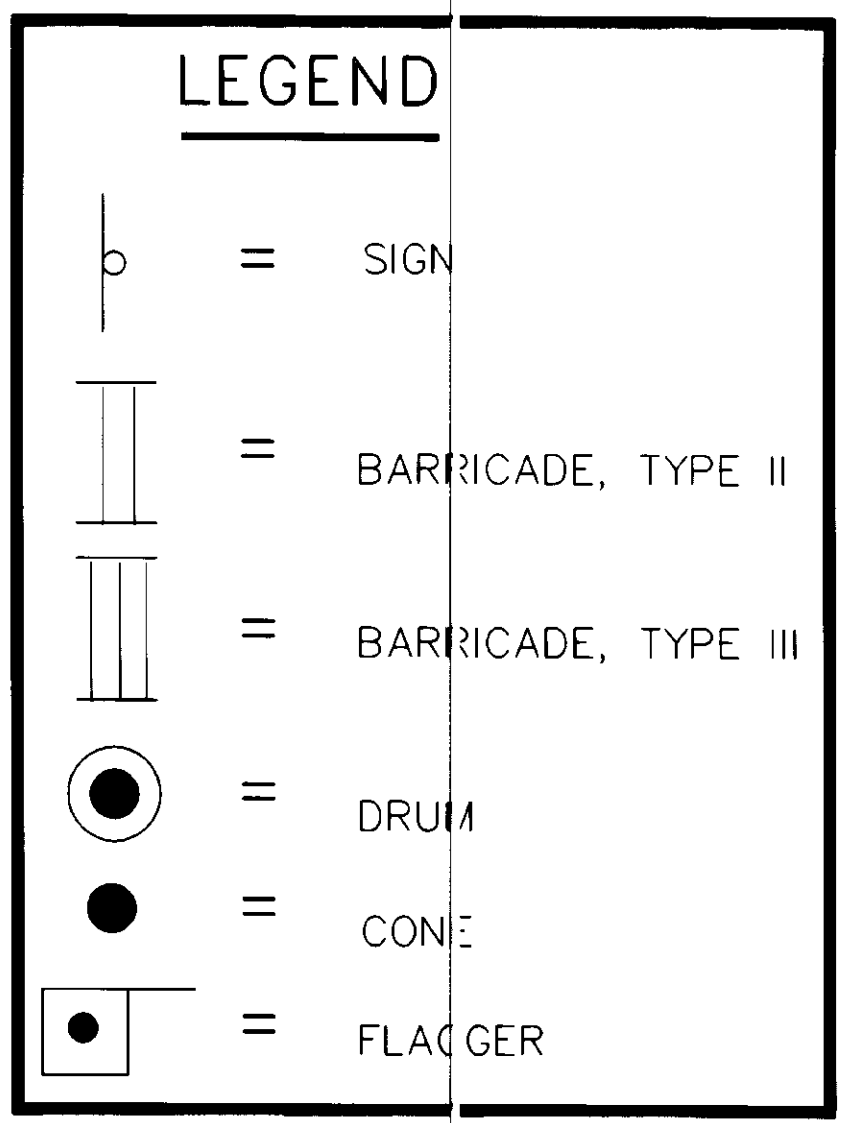 LEGEND
= SIGN
= BARRICADE, TYPE II
= BARRICADE, TYPE III
= DRUM
= CONE
= FLAGGER